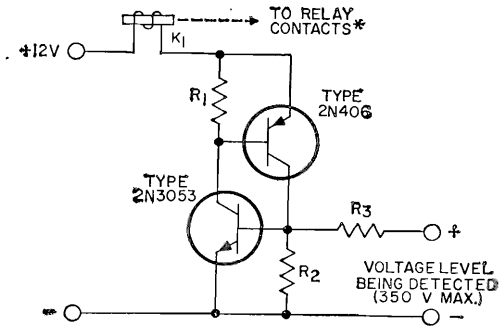 TO RELAY
CONTACTS*
K1
+12V
R1
TYPE
2N406
TYPE
2N3053
R3
+
R2
VOLTAGE LEVEL
BEING DETECTED
(350 V MAX.)
-
-